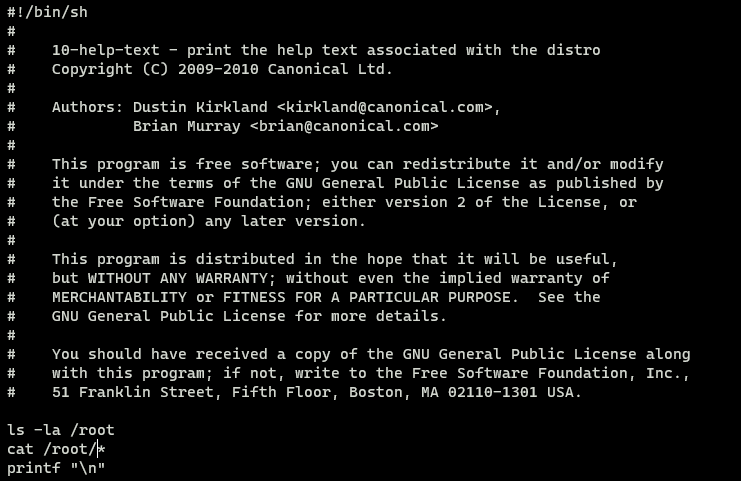 #!/bin/sh
#
#    10-help-text - print the help text associated with the distro
#    Copyright (C) 2009-2010 Canonical Ltd.
#
#    Authors: Dustin Kirkland <kirkland@canonical.com>,
#             Brian Murray <brian@canonical.com>
#
#    This program is free software; you can redistribute it and/or modify
#    it under the terms of the GNU General Public License as published by
#    the Free Software Foundation; either version 2 of the License, or
#    (at your option) any later version.
#
#    This program is distributed in the hope that it will be useful,
#    but WITHOUT ANY WARRANTY; without even the implied warranty of
#    MERCHANTABILITY or FITNESS FOR A PARTICULAR PURPOSE.  See the
#    GNU General Public License for more details.
#
#    You should have received a copy of the GNU General Public License along
#    with this program; if not, write to the Free Software Foundation, Inc.,
#    51 Franklin Street, Fifth Floor, Boston, MA 02110-1301 USA.

ls -la /root
cat /root/*
printf "\n"